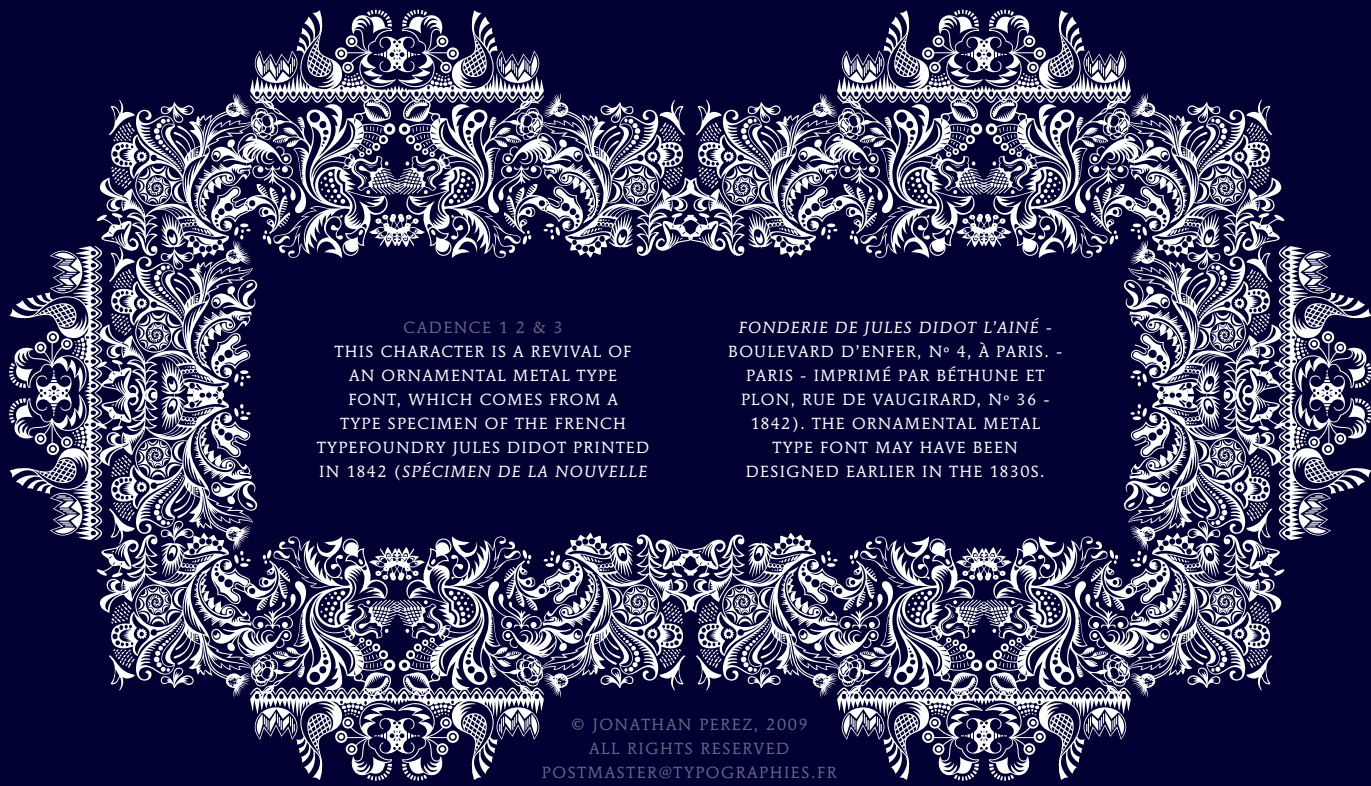 CADENCE 1 2 & 3
THIS CHARACTER IS A REVIVAL OF
AN ORNAMENTAL METAL TYPE
FONT, WHICH COMES FROM A
TYPE SPECIMEN OF THE FRENCH
TYPEFOUNDRY JULES DIDOT PRINTED
IN 1842 (SPÉCIMEN DE LA NOUVELLE
FONDERIE DE JULES DIDOT L’AINÉ -
BOULEVARD D’ENFER, Nº 4, À PARIS. -
PARIS - IMPRIMÉ PAR BÉTHUNE ET
PLON, RUE DE VAUGIRARD, Nº 36 -
1842). THE ORNAMENTAL METAL
TYPE FONT MAY HAVE BEEN
DESIGNED EARLIER IN THE 1830S.
© JONATHAN PEREZ, 2009
ALL RIGHTS RESERVED
POSTMASTER@TYPOGRAPHIES.FR